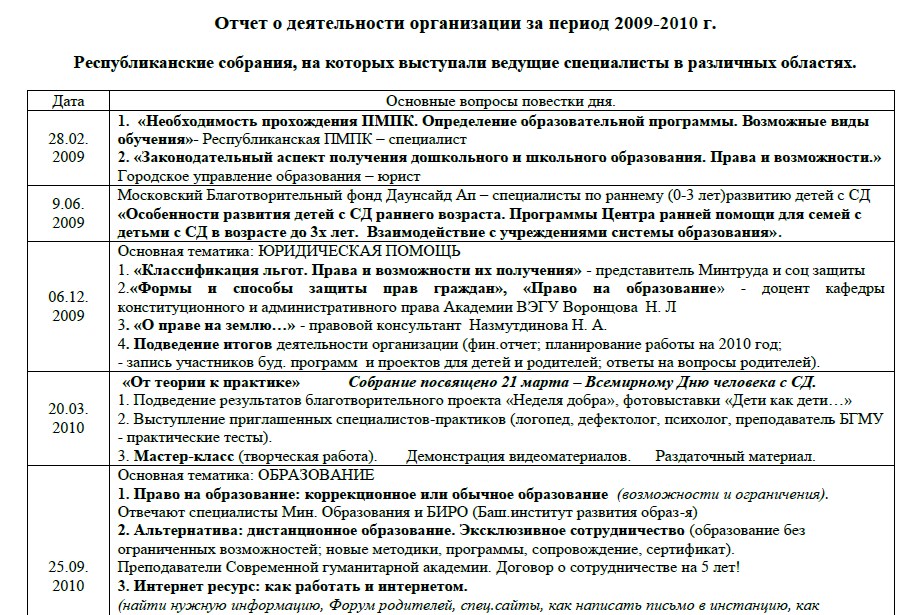 Отчет о деятельности организации за период 2009-2010 г.
Республиканские собрания, на которых выступали ведущие специалисты в различных областях.
Дата
Основные вопросы повестки дня.
28.02.
2009
1. «Необходимость прохождения ПМПК. Определение образовательной программы. Возможные виды
обучения»- Республиканская ПМПК – специалист
2. «Законодательный аспект получения дошкольного и школьного образования. Права и возможности.»
Городское управление образования – юрист
9.06.
2009
Московский Благотворительный фонд Даунсайд Ап – специалисты по раннему (0-3 лет)развитию детей с СД
«Особенности развития детей с СД раннего возраста. Программы Центра ранней помощи для семей с
детьми с СД в возрасте до 3х лет. Взаимодействие с учреждениями системы образования».
06.12.
2009
Основная тематика: ЮРИДИЧЕСКАЯ ПОМОЩЬ
1. «Классификация льгот. Права и возможности их получения» - представитель Минтруда и соц защиты
2.«Формы и способы защиты прав граждан», «Право на образование» - доцент кафедры
конституционного и административного права Академии ВЭГУ Воронцова Н. Л
3. «О праве на землю…» - правовой консультант Назмутдинова Н. А.
4. Подведение итогов деятельности организации (фин.отчет; планирование работы на 2010 год;
- запись участников буд. программ и проектов для детей и родителей; ответы на вопросы родителей).
20.03.
2010
«От теории к практике» Собрание посвящено 21 марта – Всемирному Дню человека с СД.
1. Подведение результатов благотворительного проекта «Неделя добра», фотовыставки «Дети как дети…»
2. Выступление приглашенных специалистов-практиков (логопед, дефектолог, психолог, преподаватель БГМУ
- практические тесты).
3. Мастер-класс (творческая работа). Демонстрация видеоматериалов. Раздаточный материал.
25.09.
2010
Основная тематика: ОБРАЗОВАНИЕ
1. Право на образование: коррекционное или обычное образование (возможности и ограничения).
Отвечают специалисты Мин. Образования и БИРО (Баш.институт развития образ-я)
2. Альтернатива: дистанционное образование. Эксклюзивное сотрудничество (образование без
ограниченных возможностей; новые методики, программы, сопровождение, сертификат).
Преподаватели Современной гуманитарной академии. Договор о сотрудничестве на 5 лет!
3. Интернет ресурс: как работать и интернетом.
(найти нужную информацию, Форум родителей, спец.сайты, как написать письмо в инстанцию, как